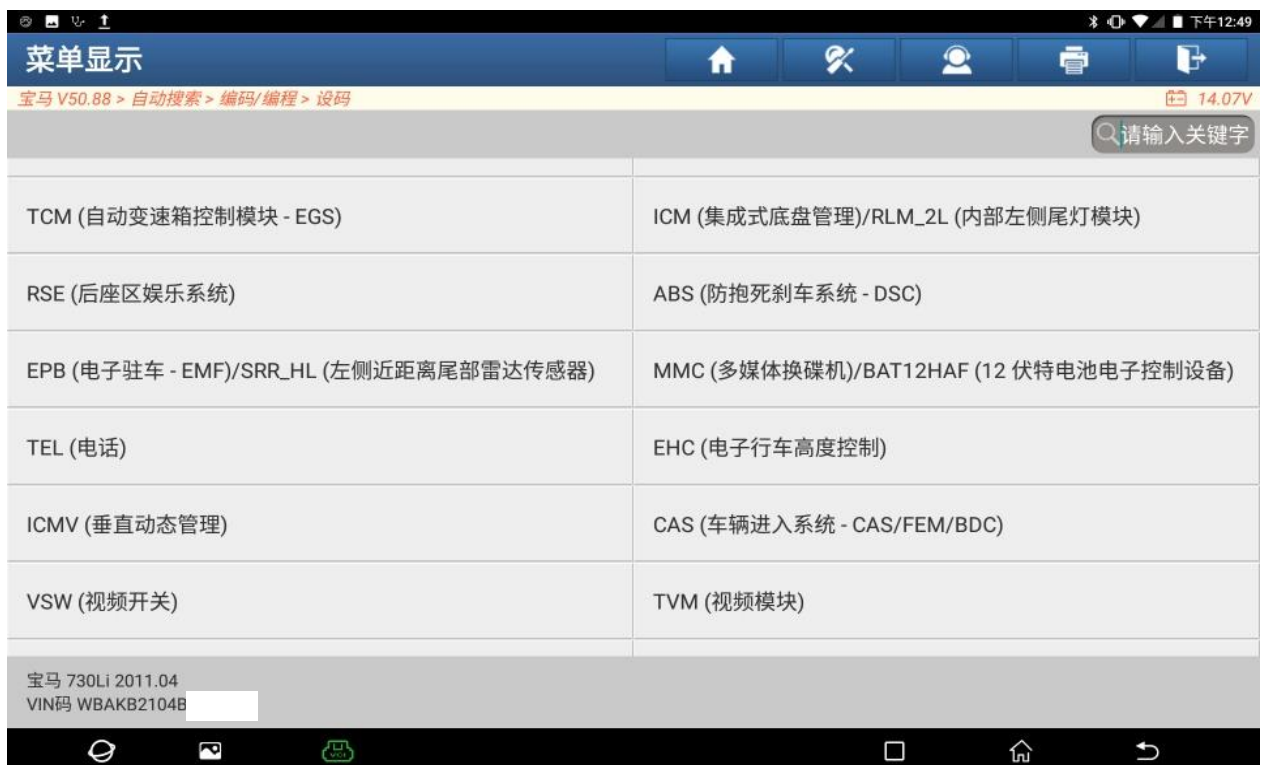 下午12:49
菜单显示
宝马 V50.88 > 自动搜索 > 编码/编程 > 设码
14.07V
请输入关键字
TCM (自动变速箱控制模块 - EGS)
ICM (集成式底盘管理)/RLM_2L (内部左侧尾灯模块)
RSE (后座区娱乐系统)
ABS (防抱死刹车系统 - DSC)
EPB (电子驻车 - EMF)/SRR_HL (左侧近距离尾部雷达传感器)
MMC (多媒体换碟机)/BAT12HAF (12 伏特电池电子控制设备)
TEL (电话)
EHC (电子行车高度控制)
ICMV (垂直动态管理)
CAS (车辆进入系统 - CAS/FEM/BDC)
VSW (视频开关)
TVM (视频模块)
宝马 730Li 2011.04
VIN码 WBAKB2104B
VCI